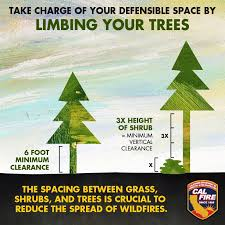 TAKE CHARGE OF YOUR DEFENSIBLE SPACE BY
LIMBING YOUR TREES
3X HEIGHT
OF SHRUB
= MINIMUM
VERTICAL
CLEARANCE
3X
6 FOOT
MINIMUM
CLEARANCE
X
THE SPACING BETWEEN GRASS,
SHRUBS, AND TREES IS CRUCIAL TO
REDUCE THE SPREAD OF WILDFIRES.
CAL
FIRE
SINCE 1885